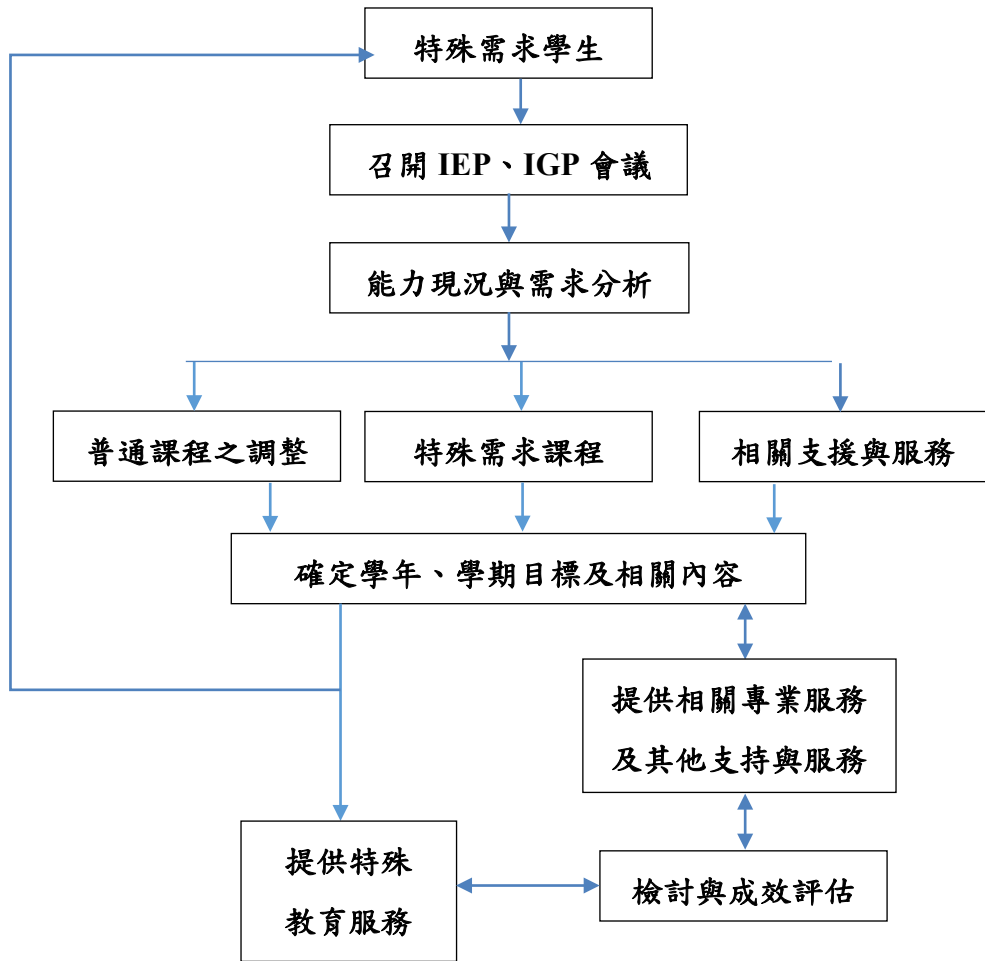 特殊需求學生
召開 IEP、IGP 會議
能力現況與需求分析
普通課程之調整
特殊需求課程
相關支援與服務
確定學年、學期目標及相關內容
提供相關專業服務
及其他支持與服務
提供特殊
教育服務
檢討與成效評估